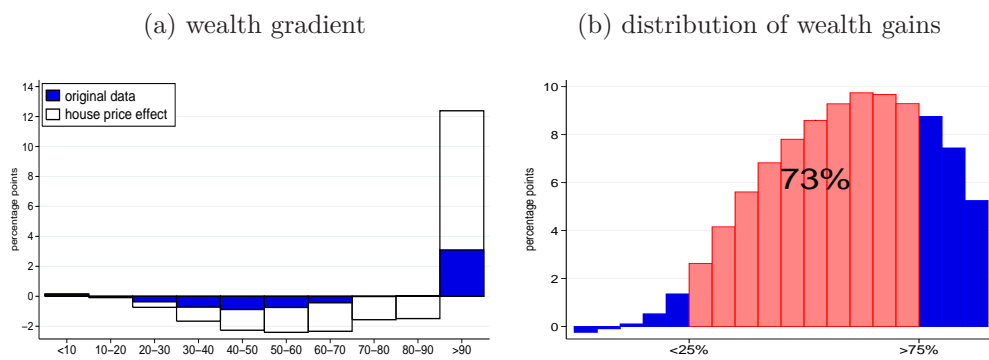 (a) wealth gradient
14
12
10
8
6
4
2
0
−2
percentage points
original data
house price effect
<10 10–20 20–30 30–40 40–50 50–60 60–70 70–80 80–90 >90
(b) distribution of wealth gains
10
8
6
4
2
0
percentage points
73%
<25% >75%